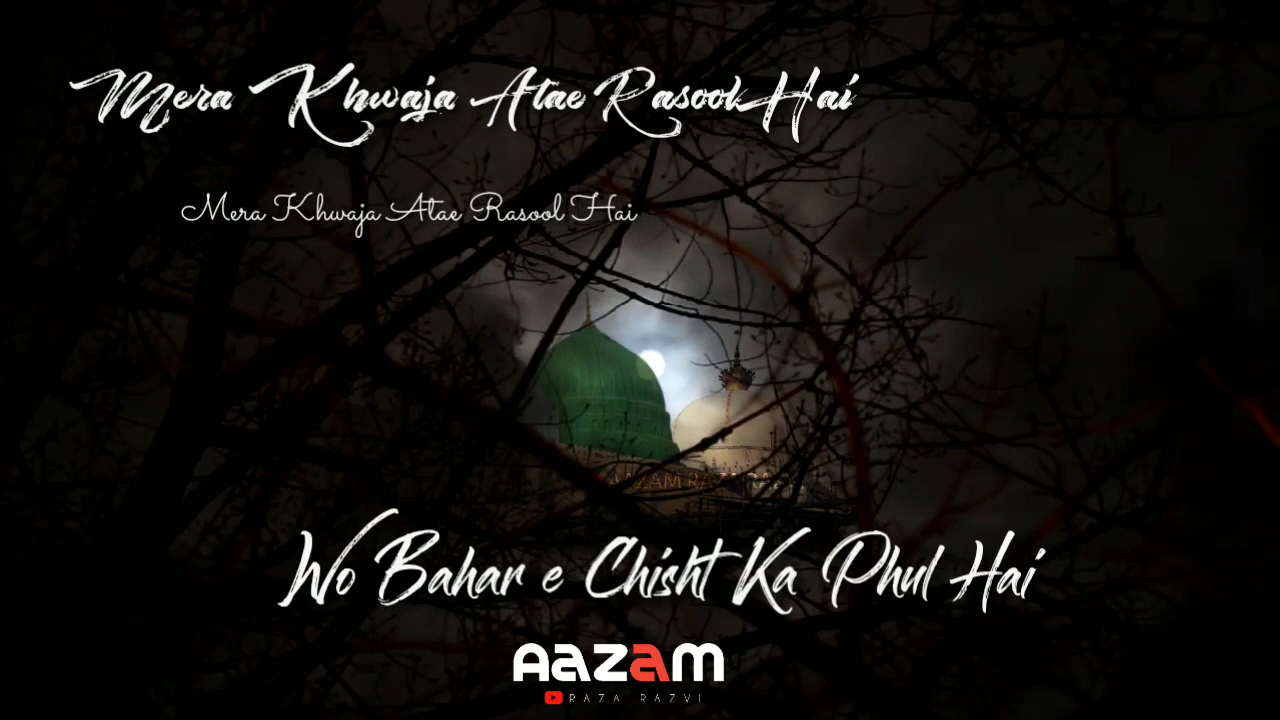 Mera Khwaja Atae Rasool Hai
Mera Khwaja Atae Rasool Hai
Wo Bahar e Chisht Ka Phul Hai
Aazam
RAZA RAZVI